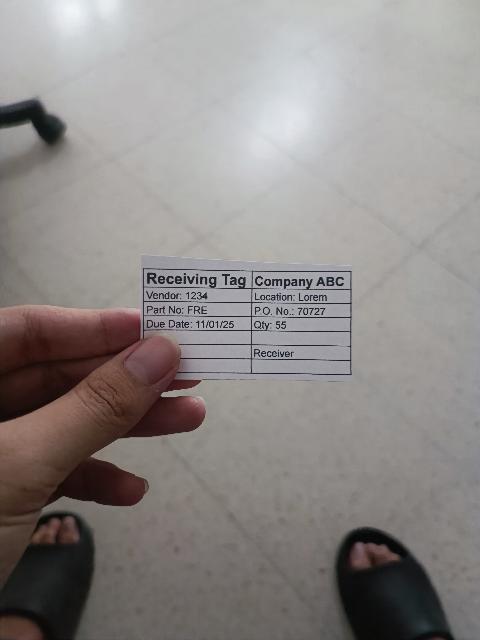 Receiving Tag Company ABC
Vendor: 1234 Location: Lorem
Part No: FRE P.O. No.: 70727
Due Date: 11/01/25 Qty: 55
Receiver